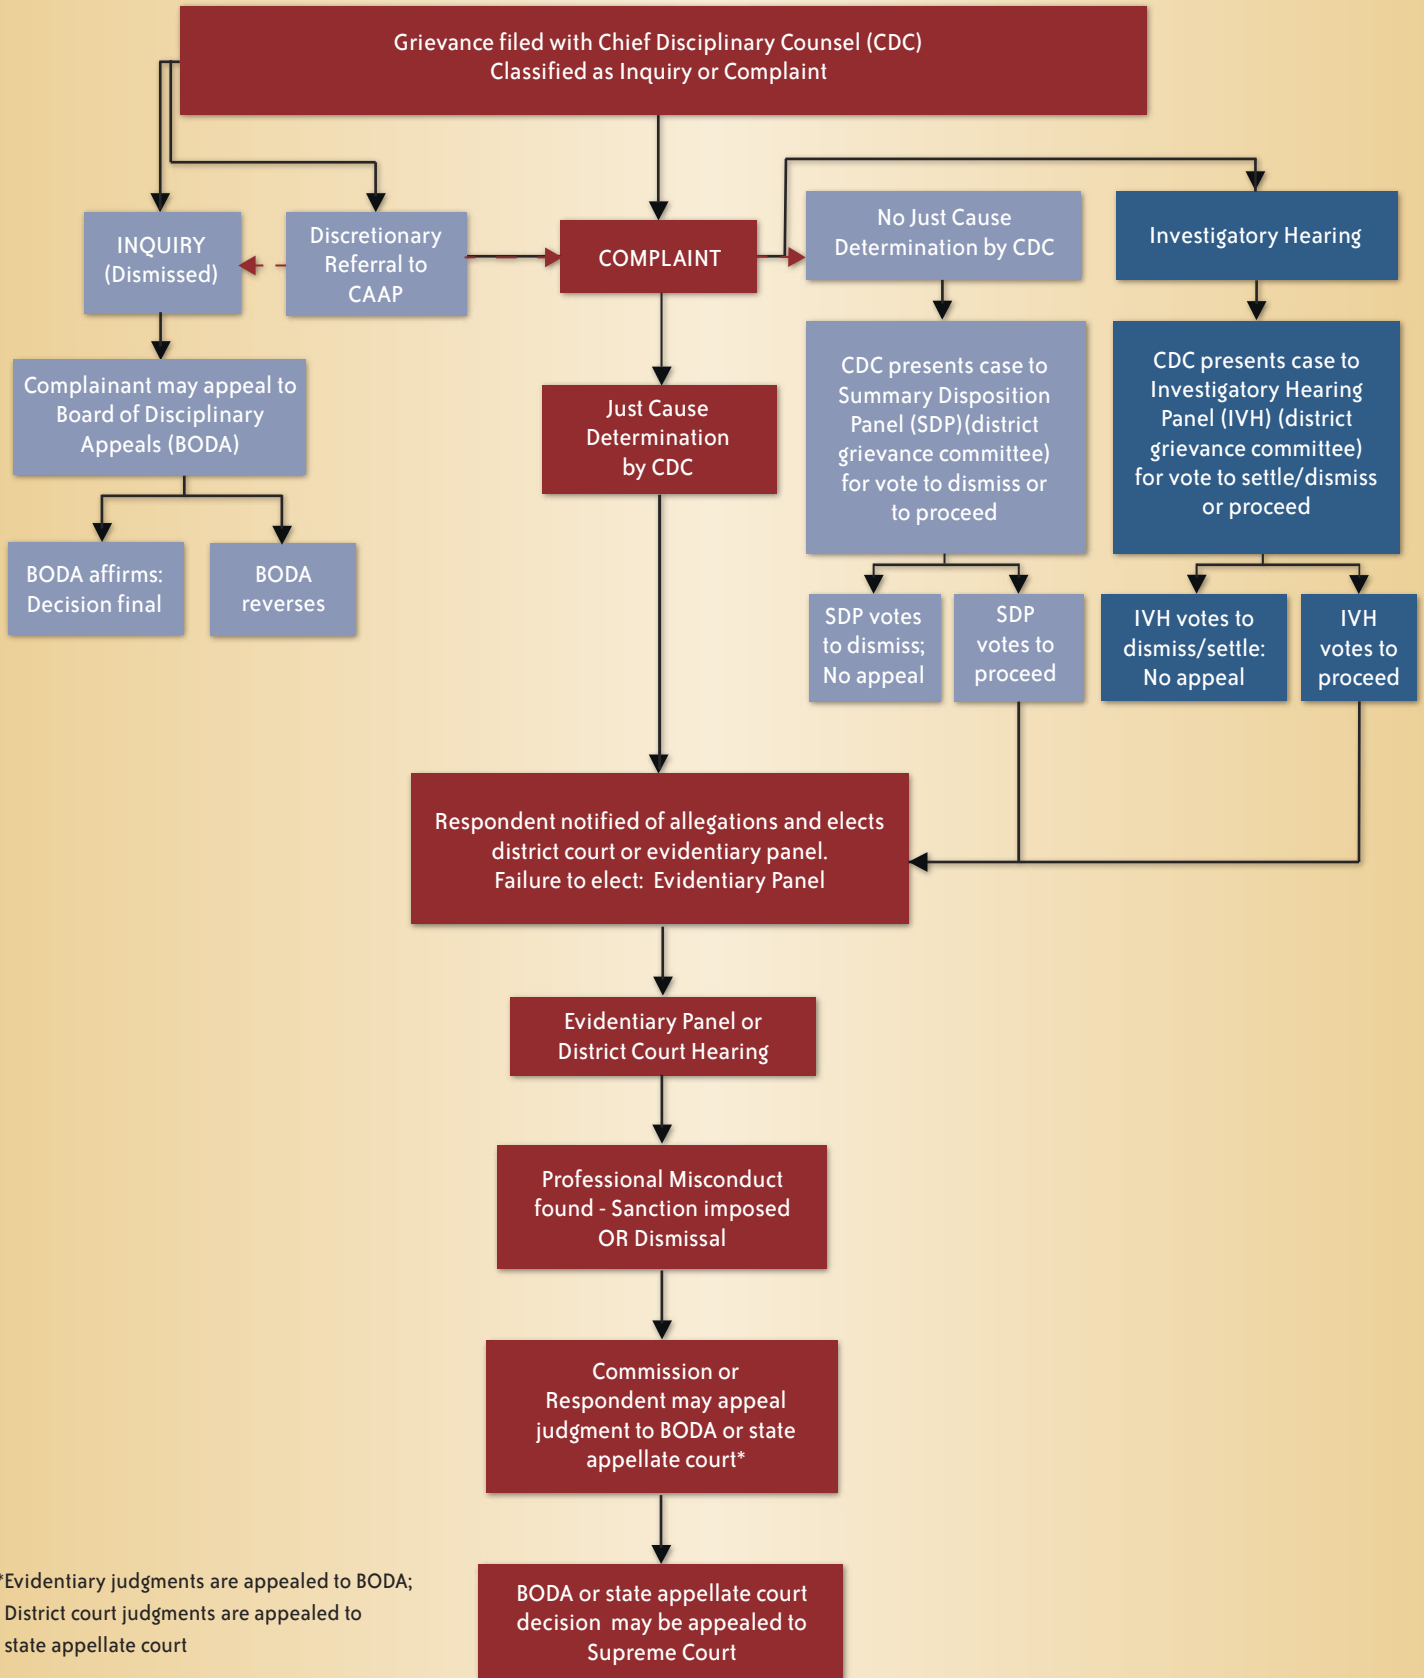 Grievance filed with Chief Disciplinary Counsel (CDC)
Classified as Inquiry or Complaint
INQUIRY
(Dismissed)
Discretionary
Referral to
CAAP
COMPLAINT
No Just Cause
Determination by CDC
Investigatory Hearing
Complainant may appeal to
Board of Disciplinary
Appeals (BODA)
Just Cause
Determination
by CDC
CDC presents case to
Summary Disposition
Panel (SDP)(district
grievance committee)
for vote to dismiss or
to proceed
CDC presents case to
Investigatory Hearing
Panel (IVH) (district
grievance committee)
for vote to settle/dismiss
or proceed
BODA affirms:
Decision final
BODA
reverses
SDP votes
to dismiss;
No appeal
SDP
votes to
proceed
IVH votes to
dismiss/settle:
No appeal
IVH
votes to
proceed
Respondent notified of allegations and elects
district court or evidentiary panel.
Failure to elect:  Evidentiary Panel
Evidentiary Panel or
District Court Hearing
Professional Misconduct
found - Sanction imposed
OR Dismissal
Commission or
Respondent may appeal
judgment to BODA or state
appellate court*
BODA or state appellate court
decision  may be appealed to
Supreme Court
*Evidentiary judgments are appealed to BODA;
District court judgments are appealed to
state appellate court